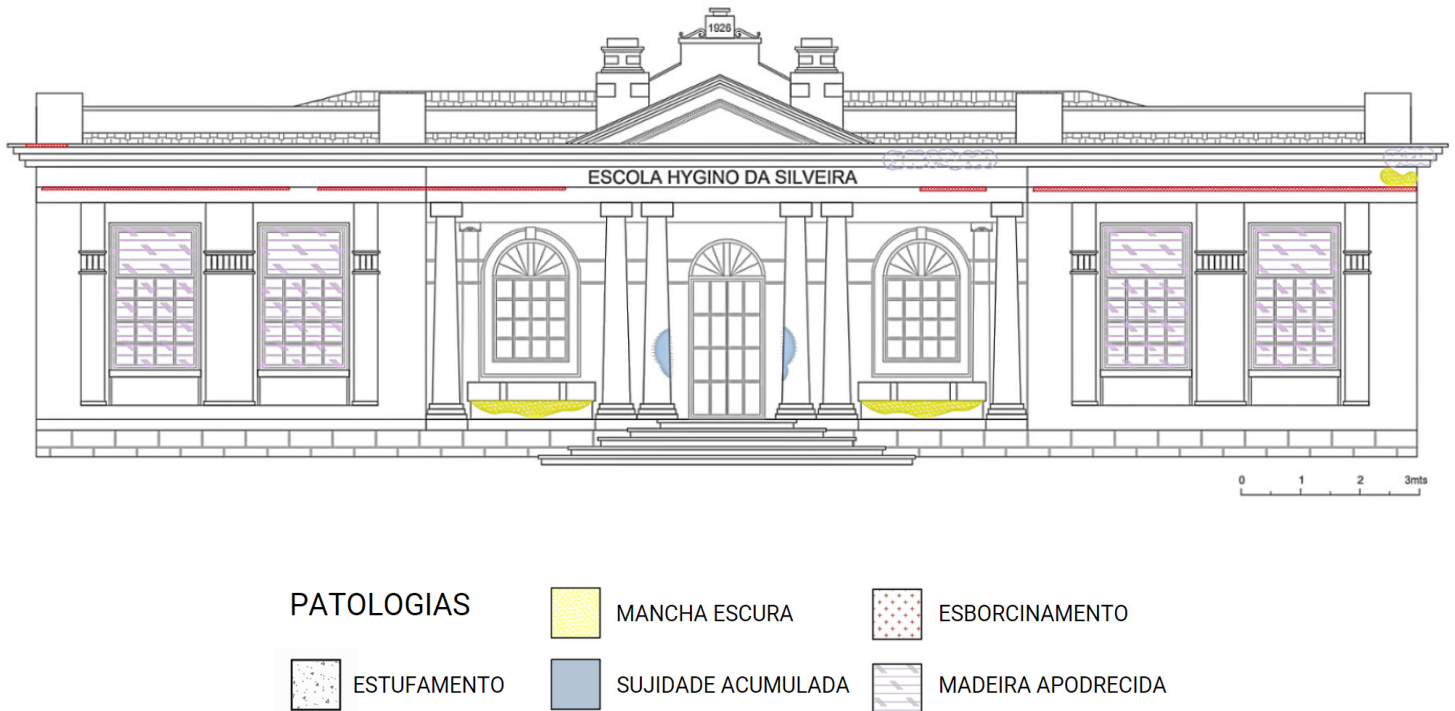 1926
ESCOLA HYGINO DA SILVEIRA
0 1 2 3mts
PATOLOGIAS
MANCHA ESCURA
ESBORCINAMENTO
ESTUFAMENTO
SUJIDADE ACUMULADA
MADEIRA APODRECIDA